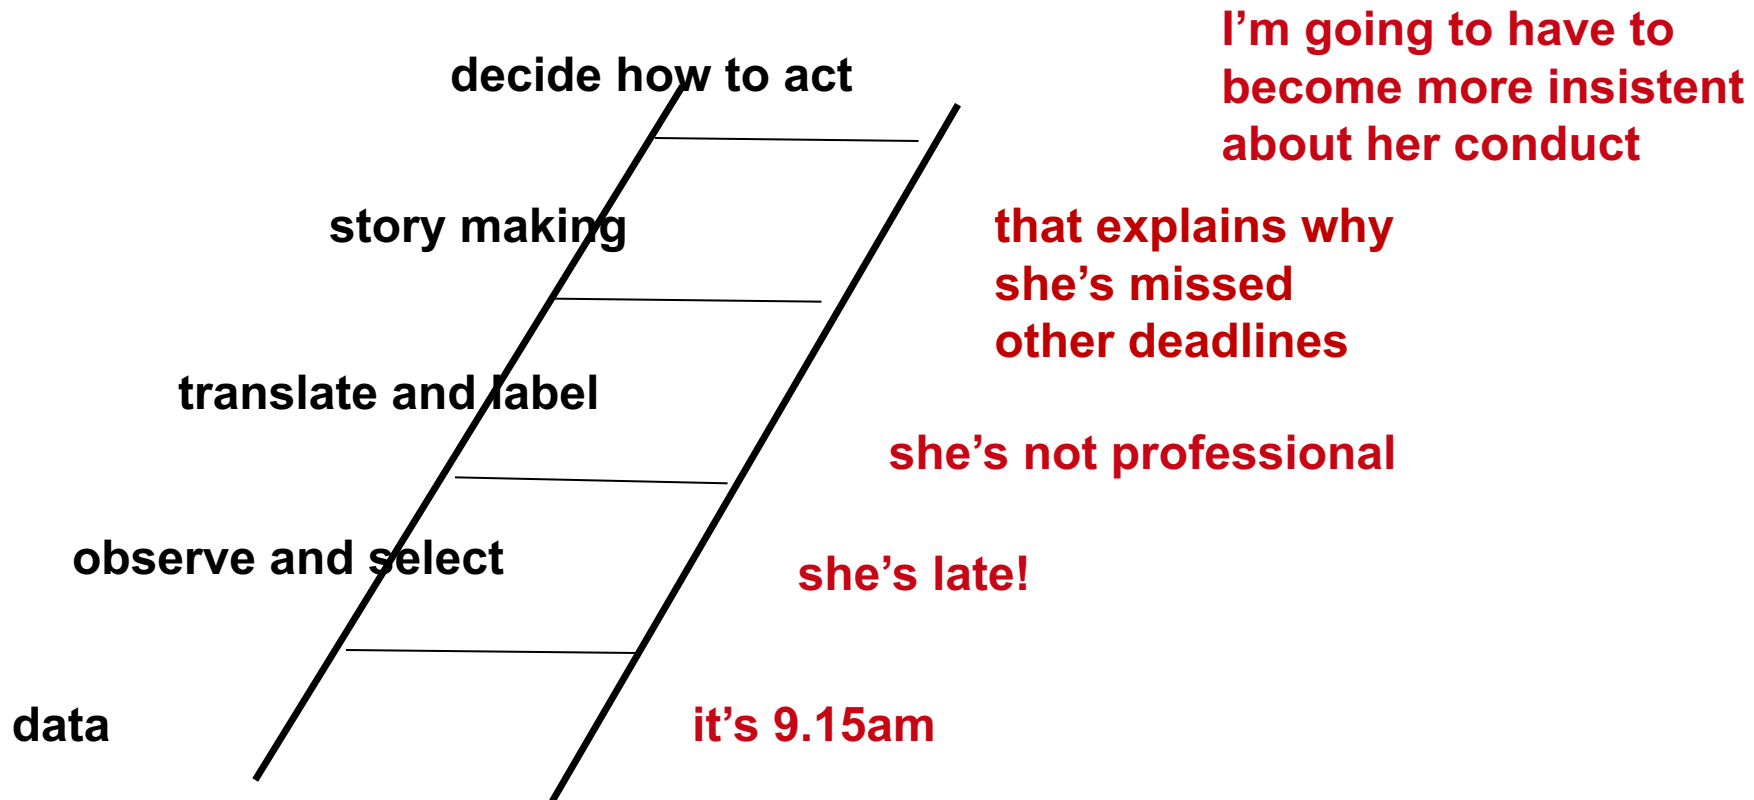 decide how to act
I’m going to have to
become more insistent
about her conduct
story making
that explains why
she’s missed
other deadlines
translate and label
she’s not professional
observe and select
she’s late!
data
it’s 9.15am